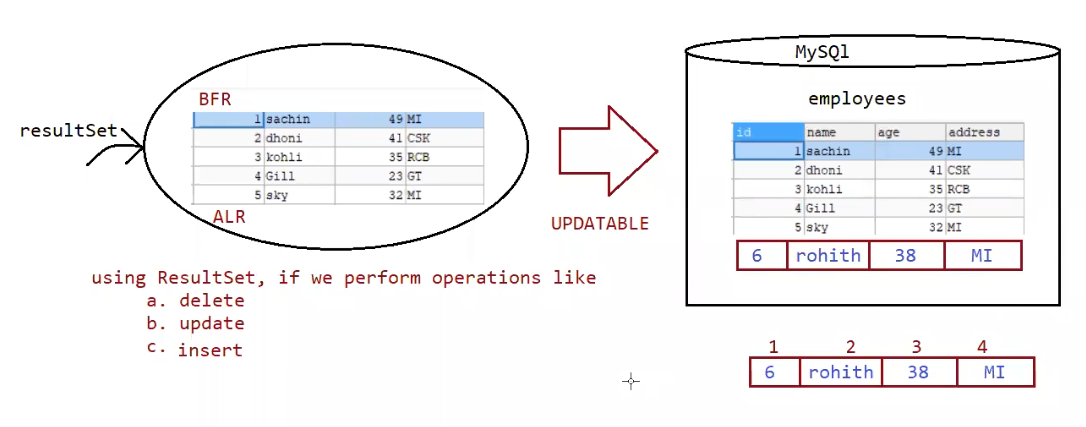 MySQl
employees
BFR
resultSet
1 sachin 49 MI
2 dhoni 41 CSK
3 kohli 35 RCB
4 Gill 23 GT
5 sky 32 MI
ALR
UPDATABLE
id name age address
1 sachin 49 MI
2 dhoni 41 CSK
3 kohli 35 RCB
4 Gill 23 GT
5 sky 32 MI
6 rohith 38 MI
using ResultSet, if we perform operations like
a. delete
b. update
c. insert
1 2 3 4
6 rohith 38 MI